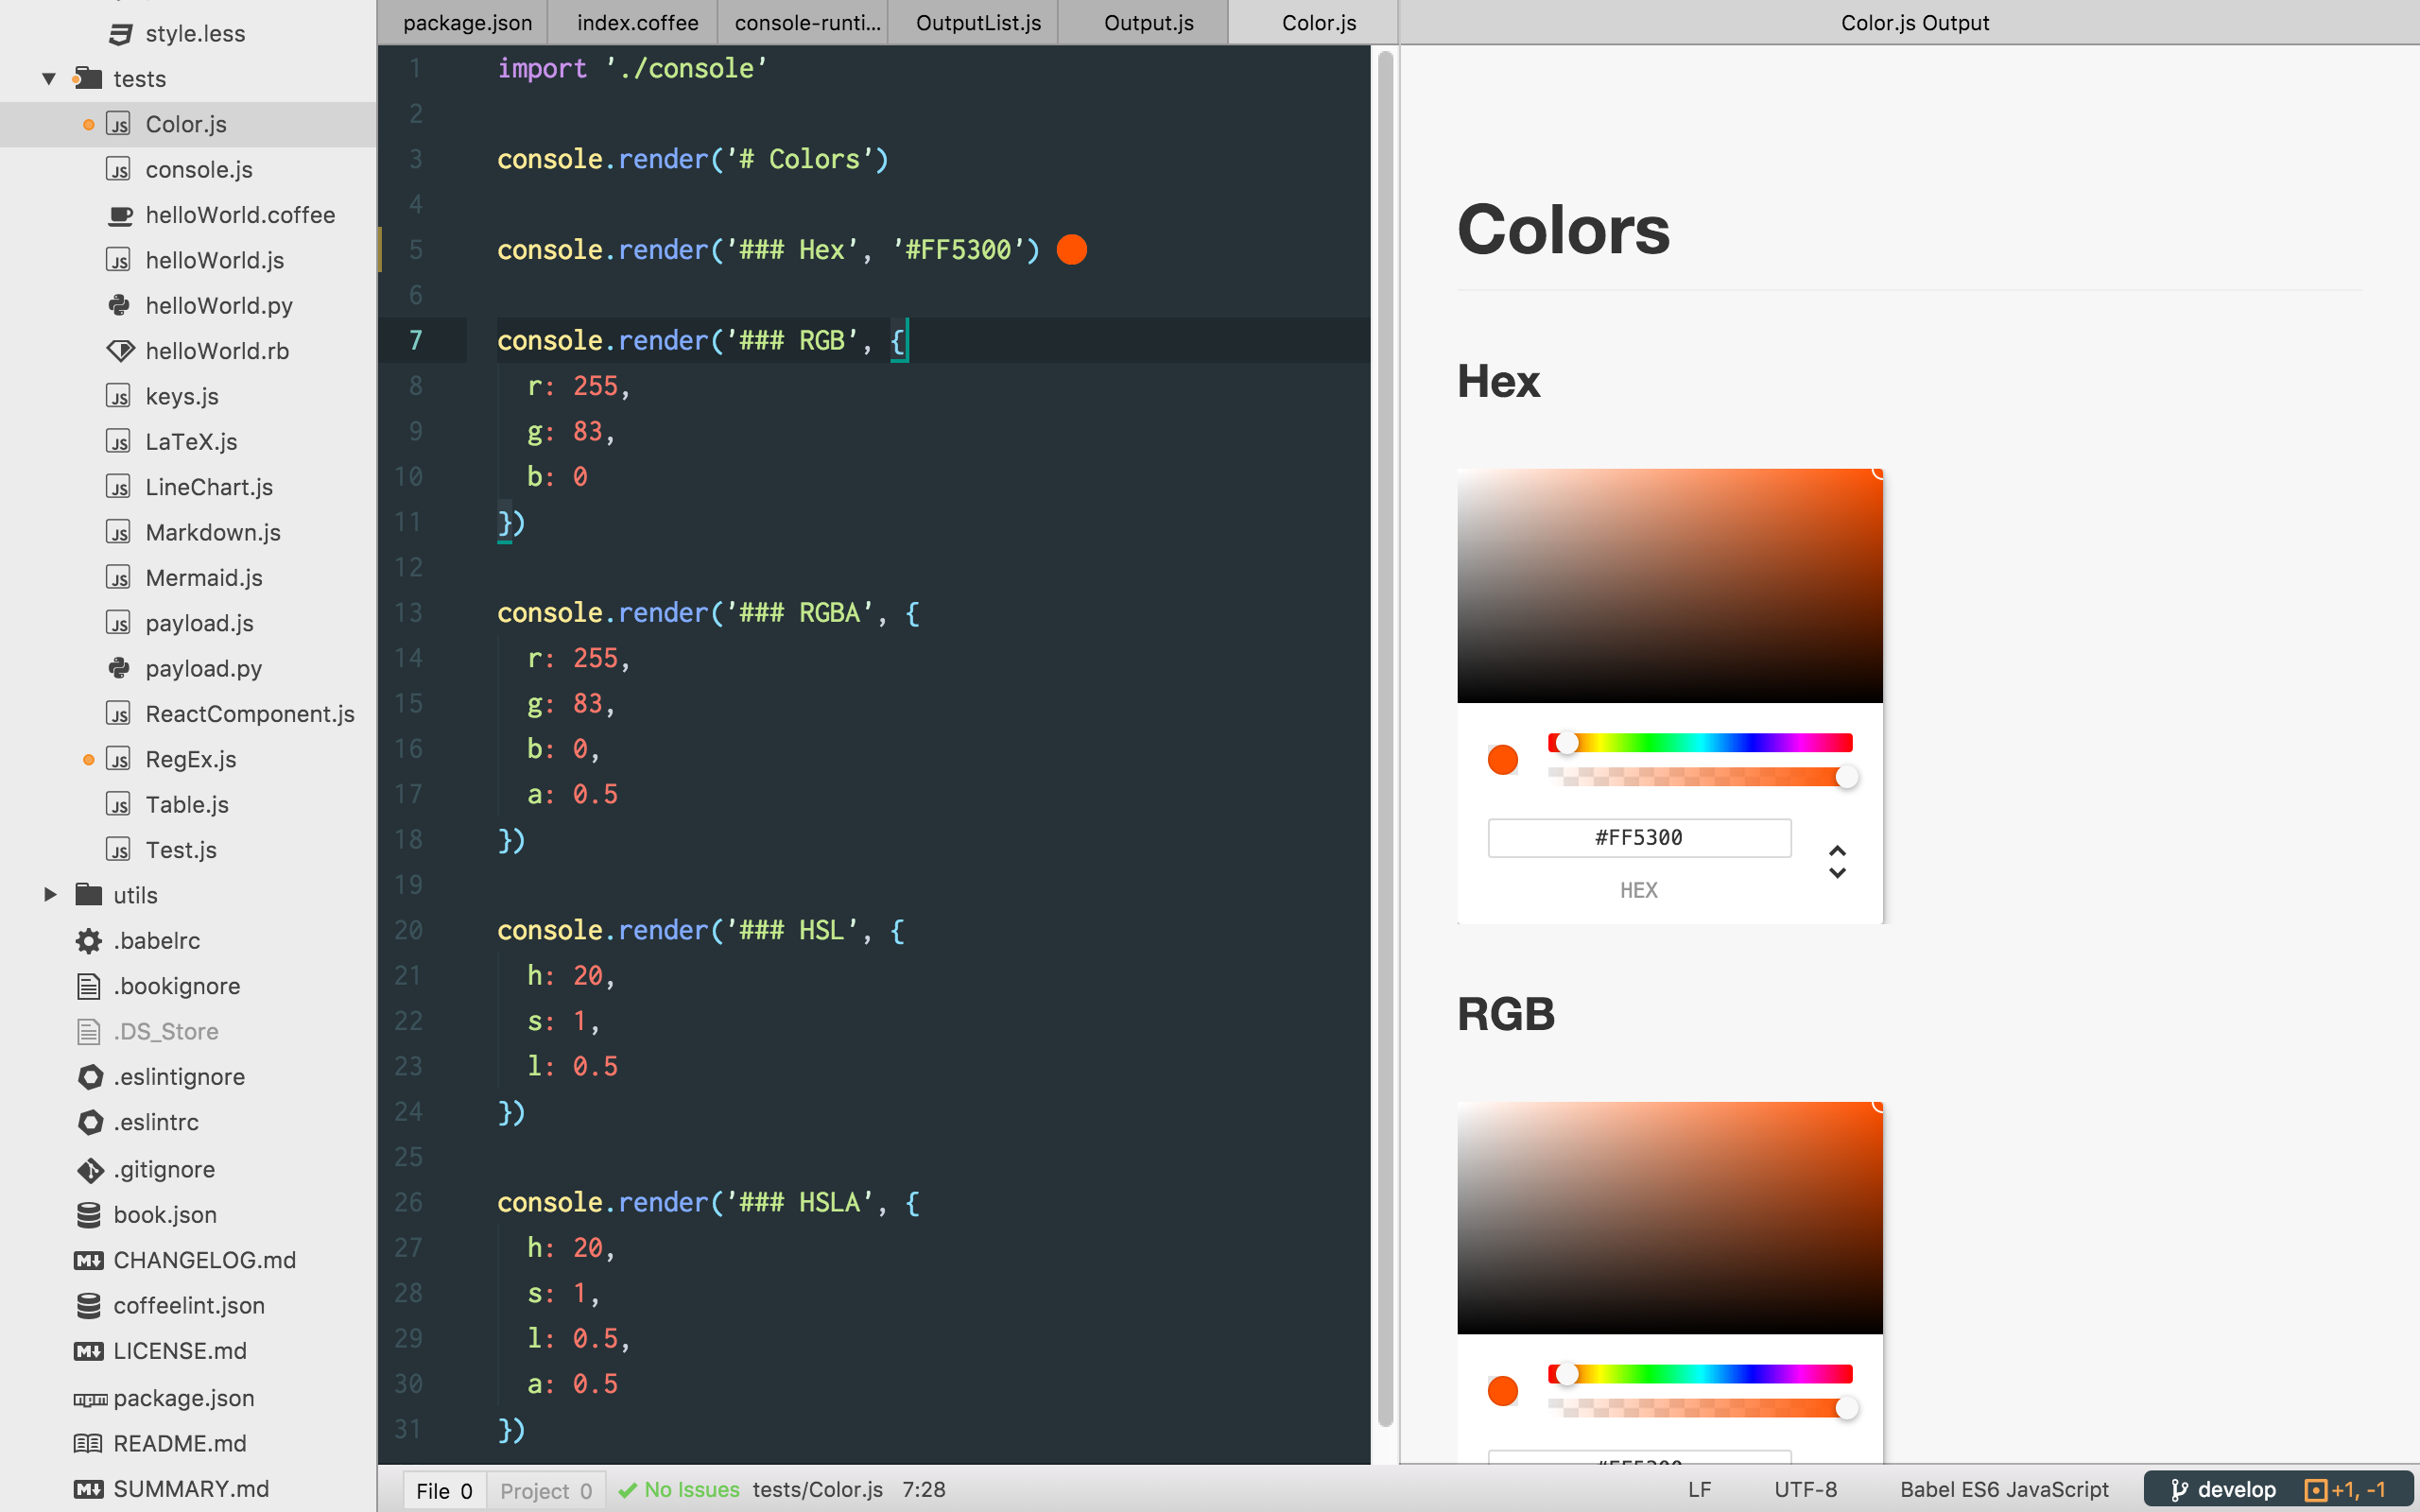 style.less
tests
Color.js
console.js
helloWorld.coffee
helloWorld.js
helloWorld.py
helloWorld.rb
keys.js
LaTeX.js
LineChart.js
Markdown.js
Mermaid.js
payload.js
payload.py
ReactComponent.js
RegEx.js
Table.js
Test.js
utils
.babelrc
.bookignore
.DS_Store
.eslintignore
.eslintrc
.gitignore
book.json
CHANGELOG.md
coffeelint.json
LICENSE.md
package.json
README.md
SUMMARY.md
package.json index.coffee console-runti... OutputList.js Output.js Color.js
1 import './console'
2
3 console.render('# Colors')
4
5 console.render('### Hex', '#FF5300')
6
7 console.render('### RGB', {
8 r: 255,
9 g: 83,
10 b: 0
11 })
12
13 console.render('### RGBA', {
14 r: 255,
15 g: 83,
16 b: 0,
17 a: 0.5
18 })
19
20 console.render('### HSL', {
21 h: 20,
22 s: 1,
23 l: 0.5
24 })
25
26 console.render('### HSLA', {
27 h: 20,
28 s: 1,
29 l: 0.5,
30 a: 0.5
31 })
Color.js Output
Colors
Hex
#FF5300
HEX
RGB
#FF5300
File 0 Project 0 No Issues tests/Color.js 7:28 LF UTF-8 Babel ES6 JavaScript develop +1, -1